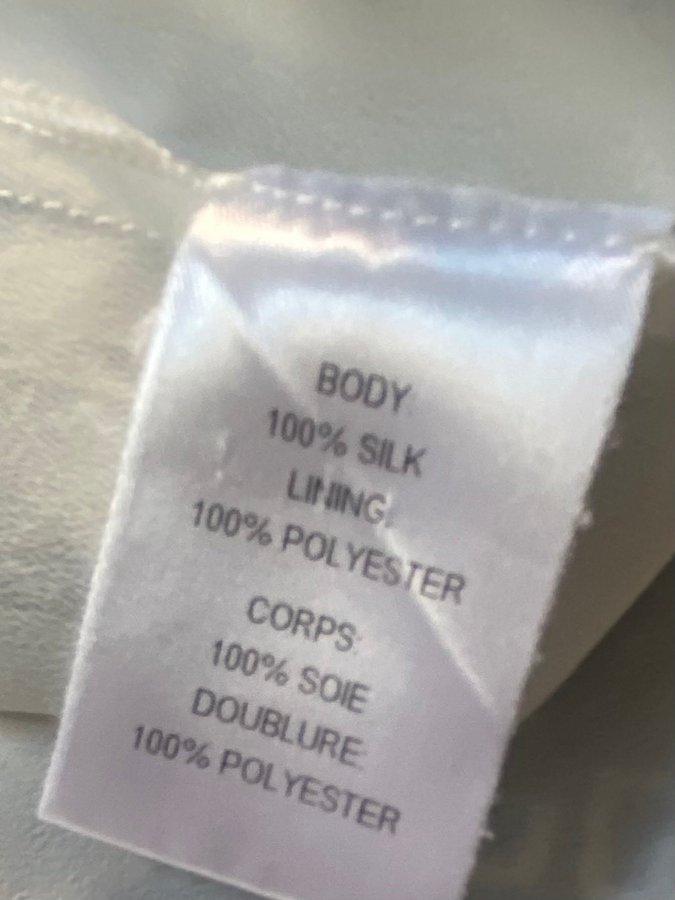 BODY:
100% SILK
LINING:
100% POLYESTER
CORPS:
100% SOIE
DOUBLURE:
100% POLYESTER